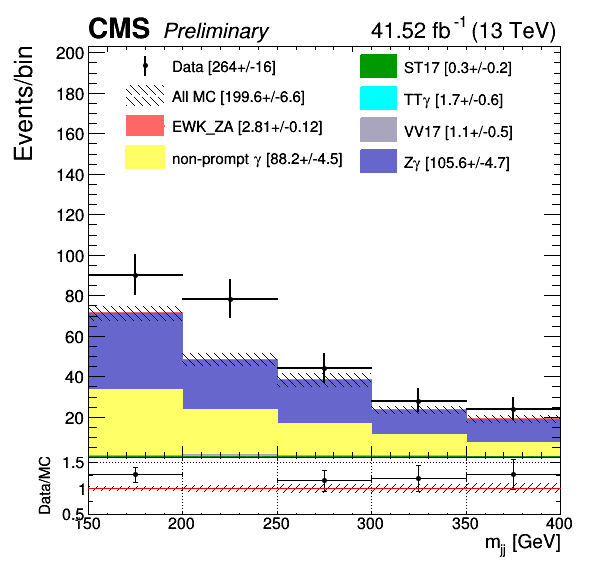 CMS Preliminary 41.52 fb⁻¹ (13 TeV)
Events/bin
200
180
160
140
120
100
80
60
40
20
Data [264+/-16]
All MC [199.6+/-6.6]
EWK_ZA [2.81+/-0.12]
non-prompt γ [88.2+/-4.5]
ST17 [0.3+/-0.2]
TTγ [1.7+/-0.6]
VV17 [1.1+/-0.5]
Zγ [105.6+/-4.7]
Data/MC
1.5
1
0.5
150 200 250 300 350 400
m_jj [GeV]